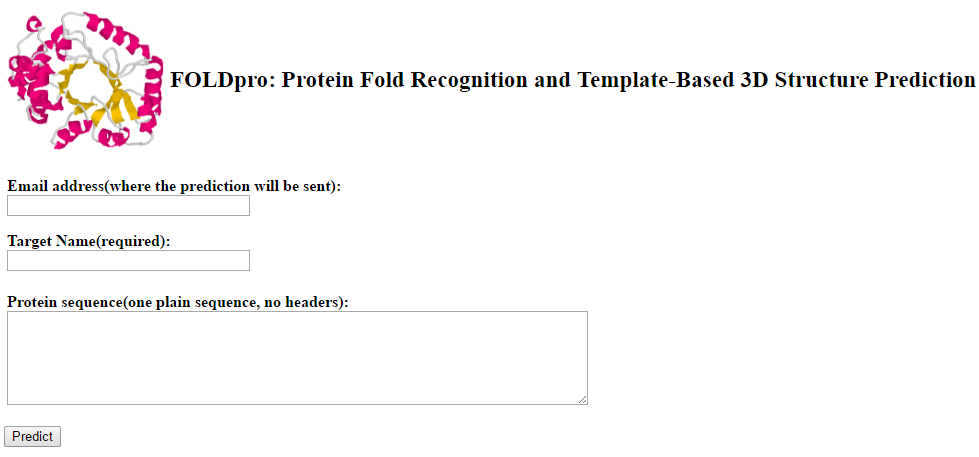 FOLDpro: Protein Fold Recognition and Template-Based 3D Structure Prediction
Email address(where the prediction will be sent):
Target Name(required):
Protein sequence(one plain sequence, no headers):
Predict